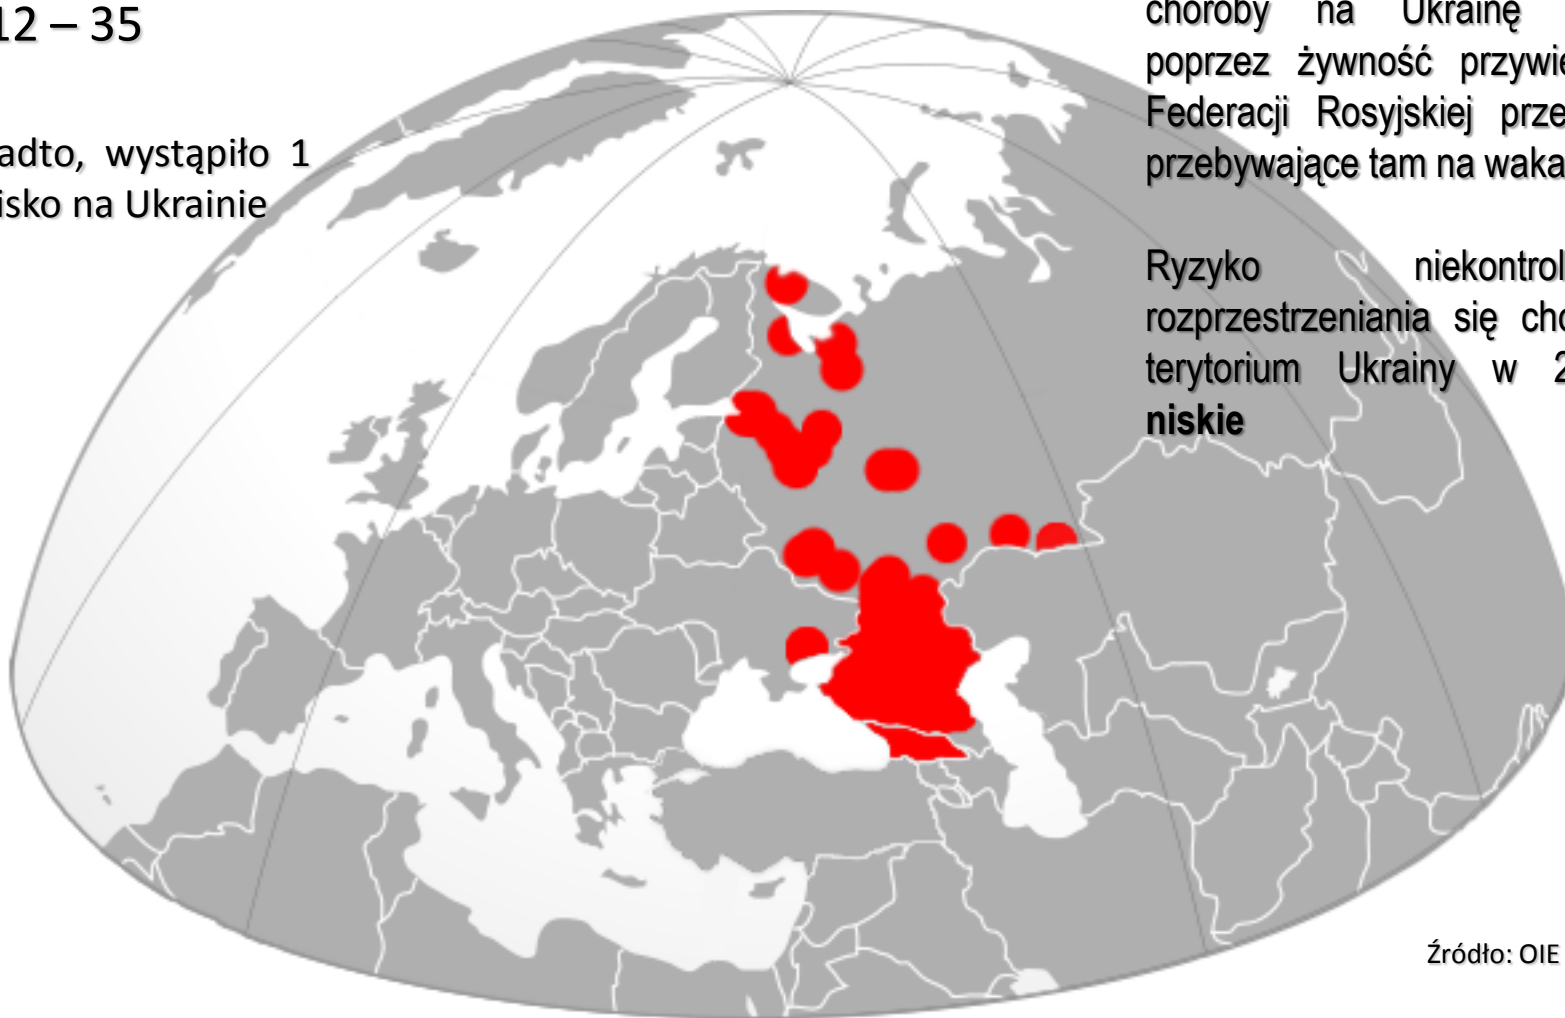 12 – 35
adto, wystąpiło 1
isko na Ukrainie
choroby na Ukrainę
poprzez żywność przywie
Federacji Rosyjskiej prze
przebywające tam na waka
Ryzyko niekontrol
rozprzestrzeniania się cho
terytorium Ukrainy w 2
niskie
Źródło: OIE